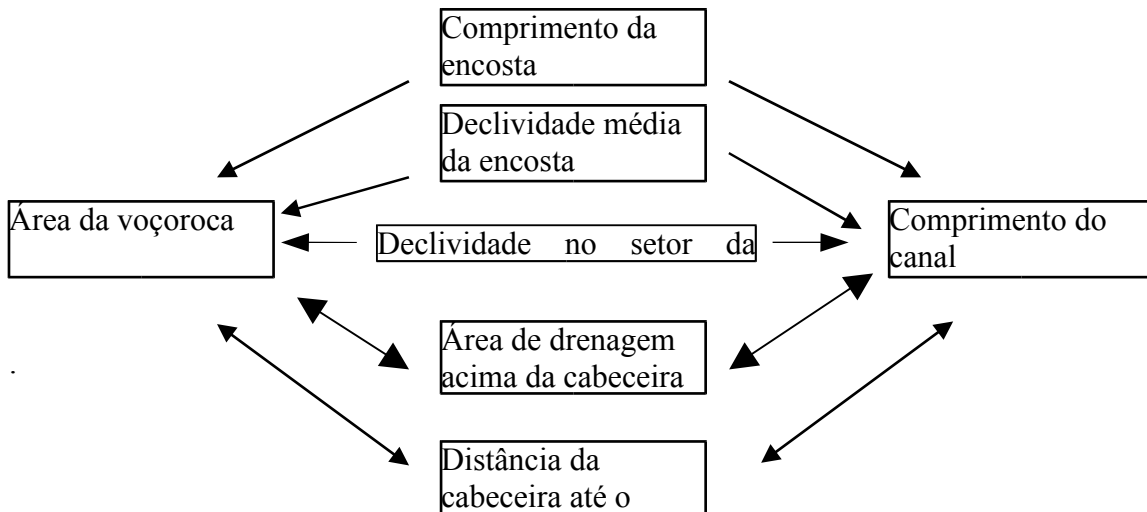 Comprimento da
encosta
Declividade média
da encosta
Área da voçoroca
Declividade no setor da
Comprimento do
canal
Área de drenagem
acima da cabeceira
.
Distância da
cabeceira até o